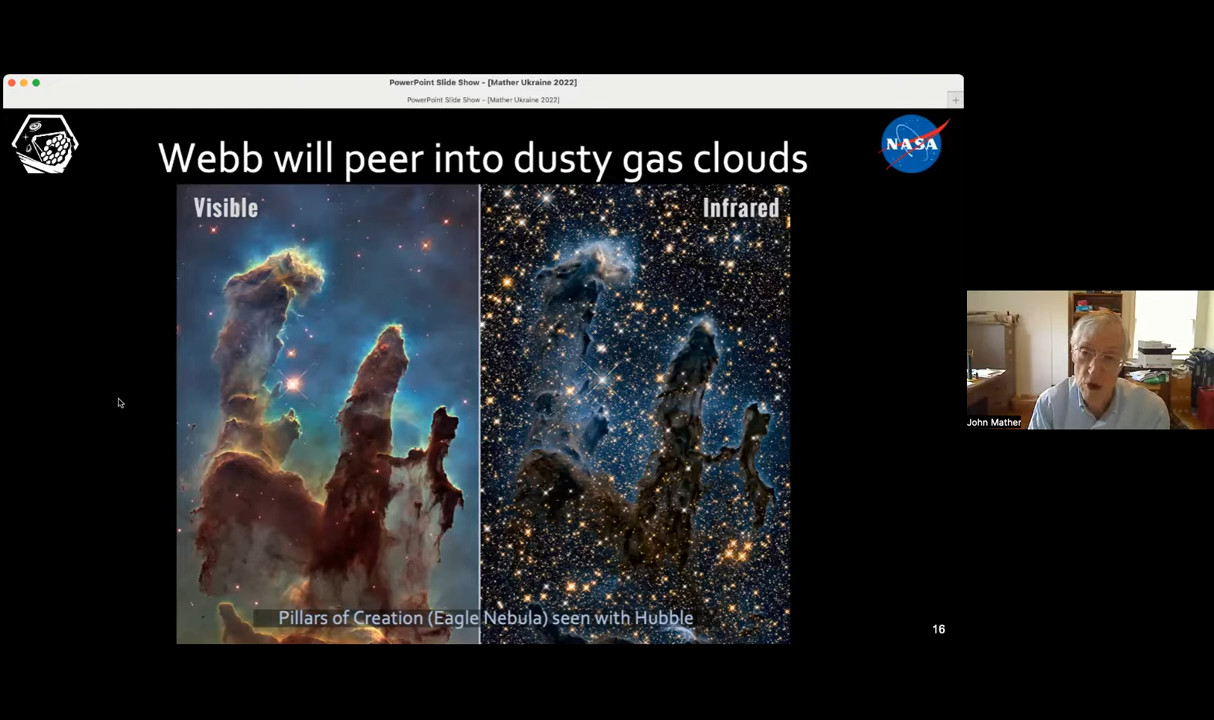 PowerPoint Slide Show - [Mather Ukraine 2022]
PowerPoint Slide Show - [Mather Ukraine 2022]
NASA
Webb will peer into dusty gas clouds
Visible
Infrared
Pillars of Creation (Eagle Nebula) seen with Hubble
16
John Mather